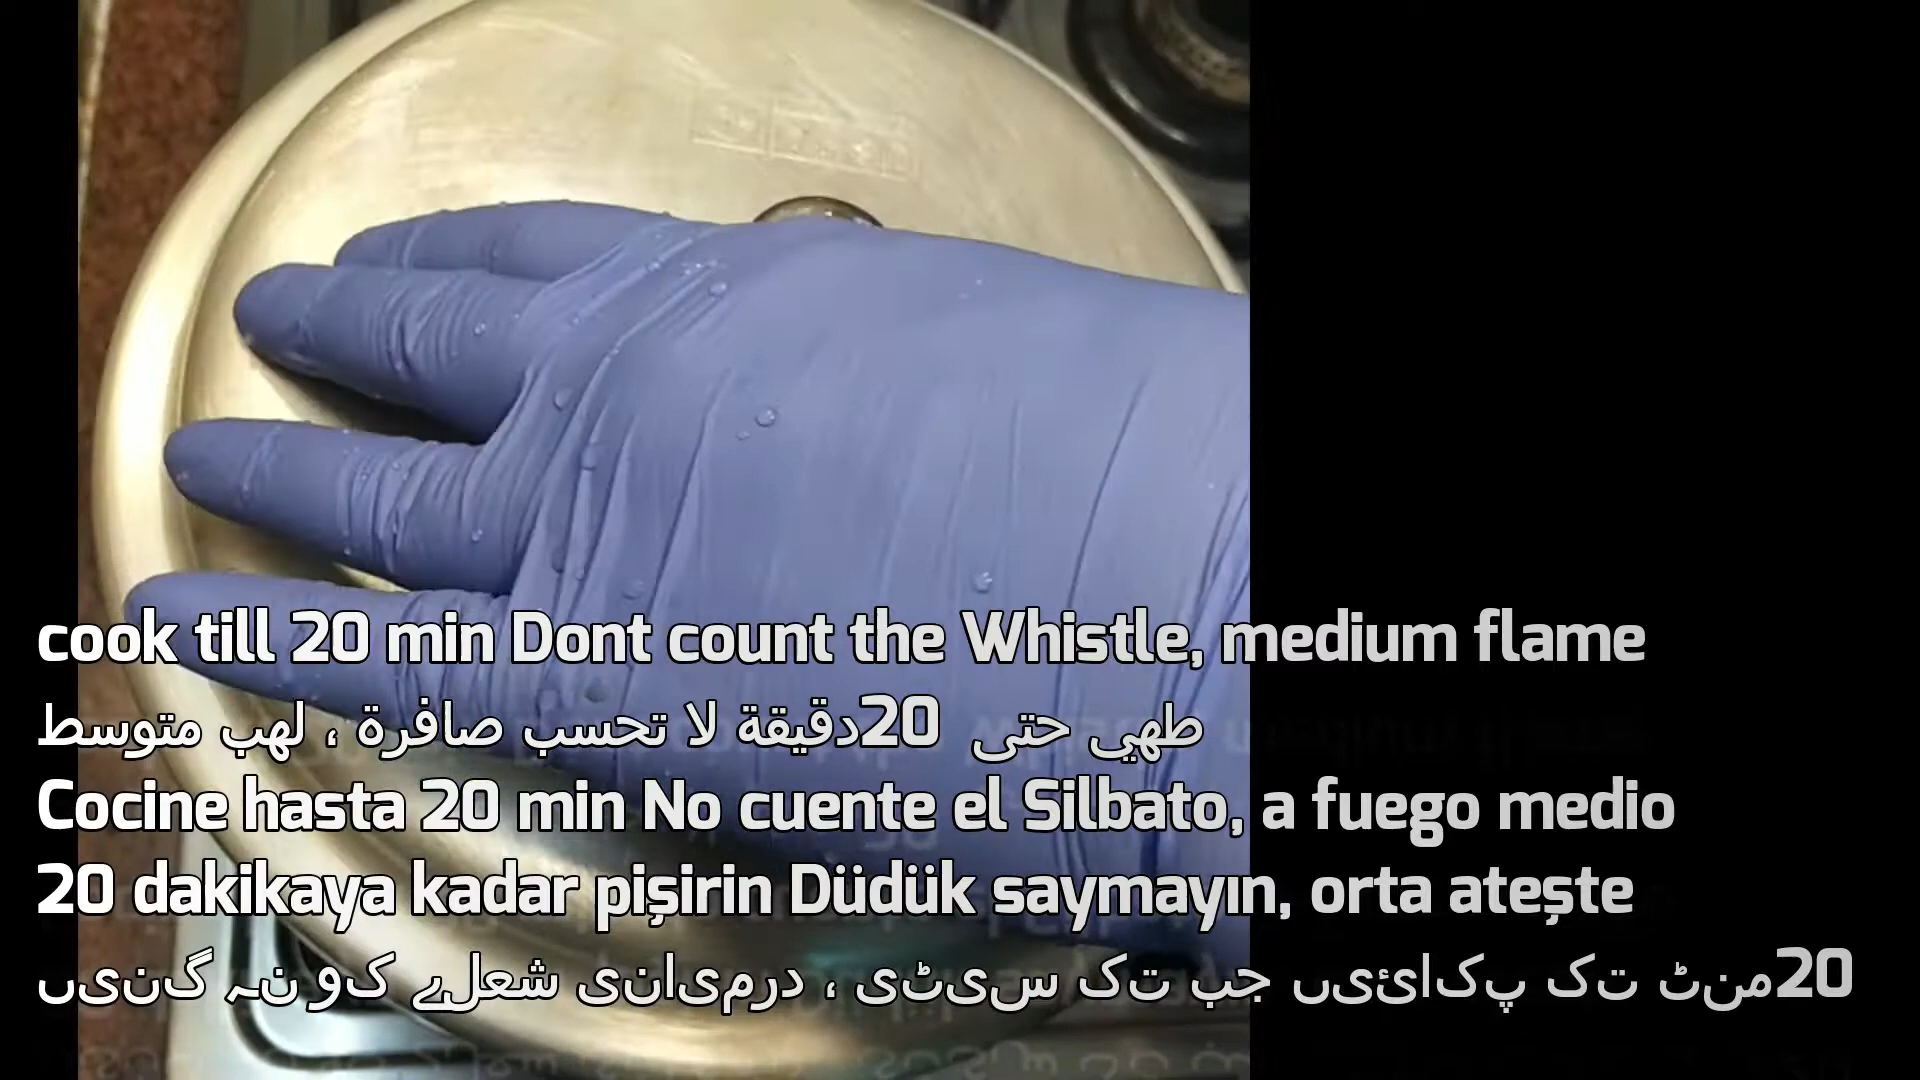 cook till 20 min Dont count the Whistle, medium flame
طهي حتى 20دقيقة لا تحسب صافرة ، لهب متوسط
Cocine hasta 20 min No cuente el Silbato, a fuego medio
20 dakikaya kadar pişirin Düdük saymayın, orta ateşte
20منٹ تک پکائیں جب تک سیٹی ، درمیانی شعلے کو نہ گنیں